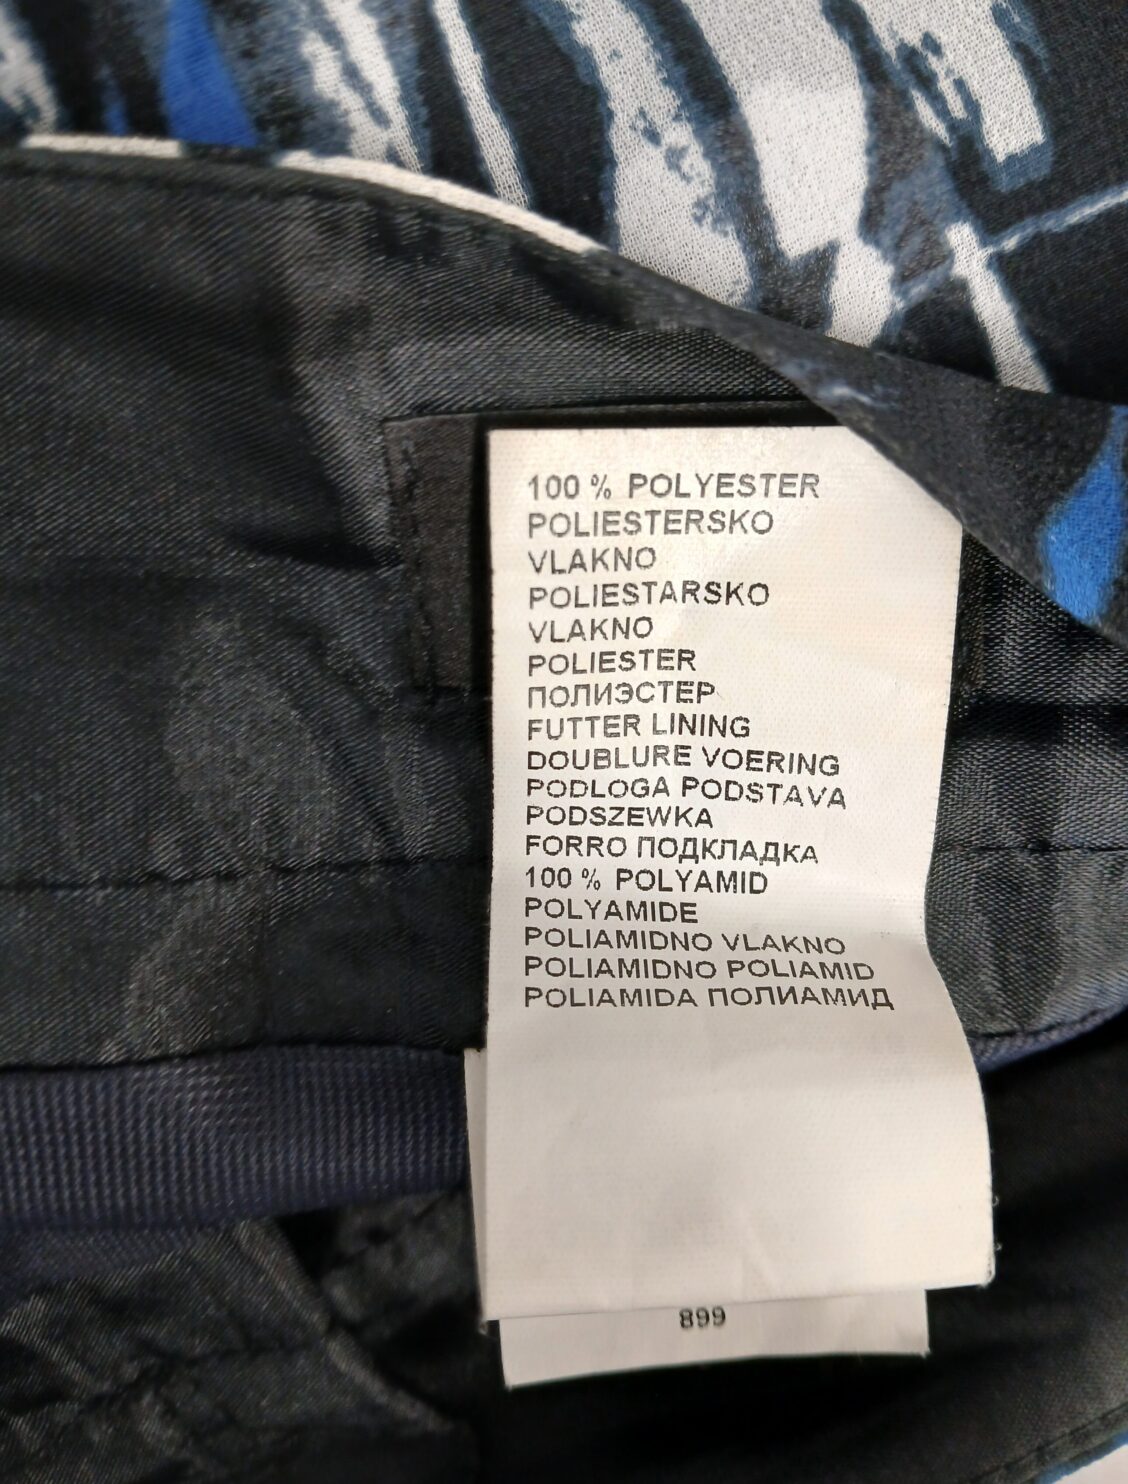 100 % POLYESTER
POLIESTERSKO
VLAKNO
POLIESTARSKO
VLAKNO
POLIESTER
ПОЛИЭСТЕР
FUTTER LINING
DOUBLURE VOERING
PODLOGA PODSTAVA
PODSZEWKA
FORRO ПОДКЛАДКА
100 % POLYAMID
POLYAMIDE
POLIAMIDNO VLAKNO
POLIAMIDNO POLIAMID
POLIAMIDA ПОЛИАМИД
899